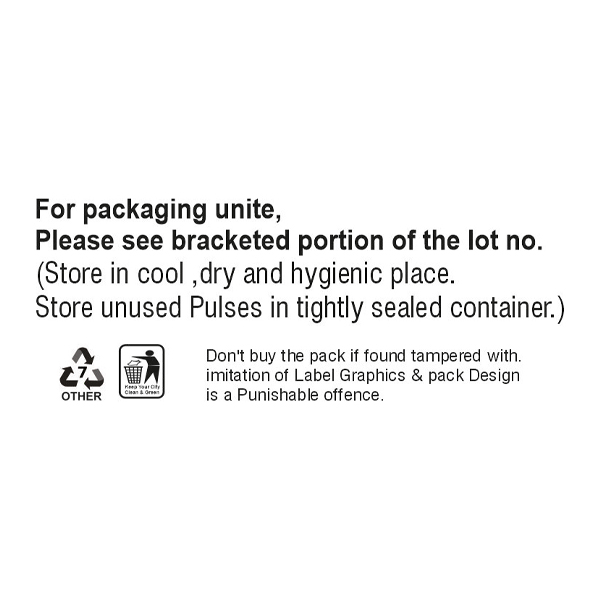 For packaging unite,
Please see bracketed portion of the lot no.
(Store in cool ,dry and hygienic place.
Store unused Pulses in tightly sealed container.)
7
OTHER
Keep Your City
Clean & Green
Don't buy the pack if found tampered with.
imitation of Label Graphics & pack Design
is a Punishable offence.